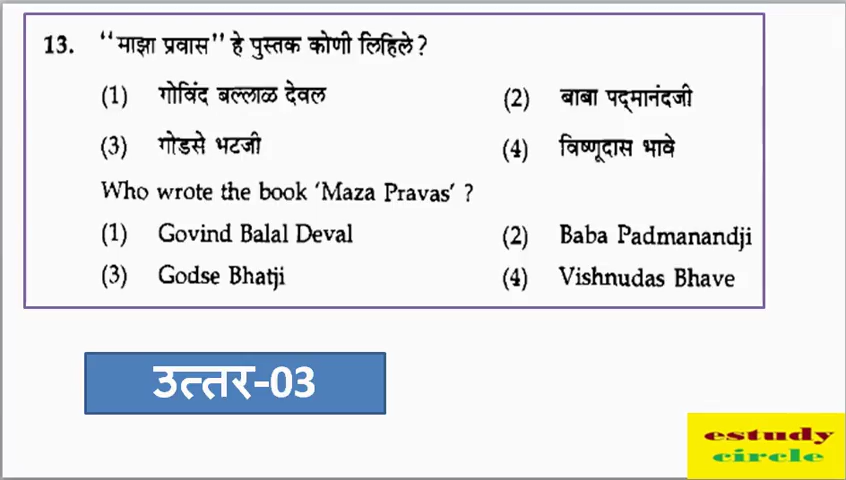 13. "माझा प्रवास" हे पुस्तक कोणी लिहिले ?
(1) गोविंद बल्लाळ देवल (2) बाबा पद्‌मानंदजी
(3) गोडसे भटजी (4) विष्णूदास भावे
Who wrote the book 'Maza Pravas' ?
(1) Govind Balal Deval (2) Baba Padmanandji
(3) Godse Bhatji (4) Vishnudas Bhave
उत्तर-03
estudy
circle